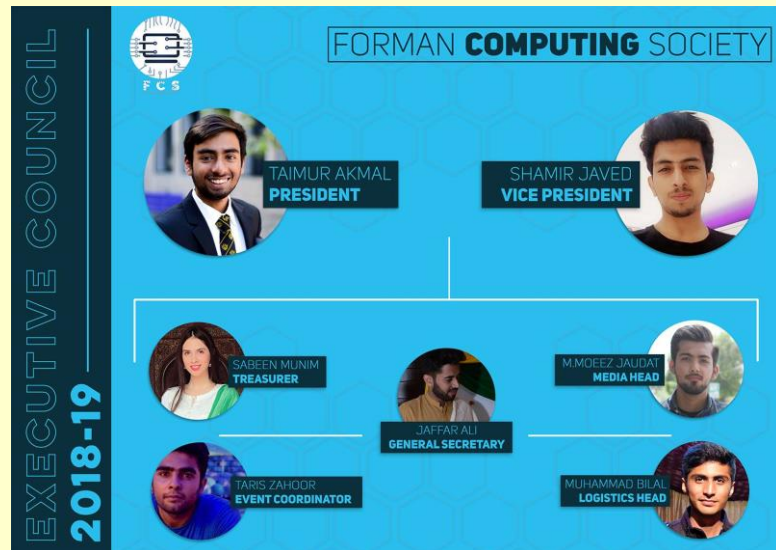 EXECUTIVE COUNCIL
2018-19
FCS
FORMAN COMPUTING SOCIETY
TAIMUR AKMAL
PRESIDENT
SHAMIR JAVED
VICE PRESIDENT
SABEEN MUNIM
TREASURER
JAFFAR ALI
GENERAL SECRETARY
M.MOEEZ JAUDAT
MEDIA HEAD
TARIS ZAHOOR
EVENT COORDINATOR
MUHAMMAD BILAL
LOGISTICS HEAD